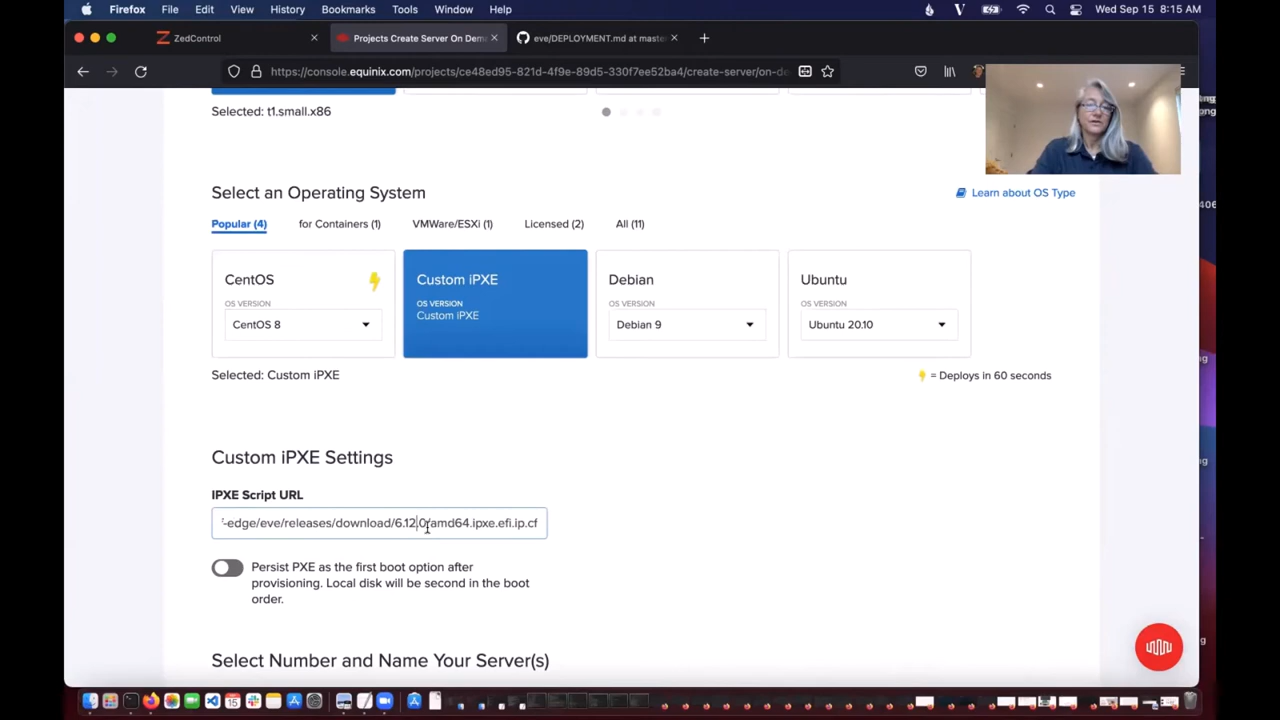 Firefox File Edit View History Bookmarks Tools Window Help Wed Sep 15 8:15 AM
ZedControl Projects Create Server On Dema eve/DEPLOYMENT.md at master
https://console.equinix.com/projects/ce48ed95-821d-4f9e-89d5-330f7ee52ba4/create-server/on-de
Selected: t1.small.x86
Select an Operating System
Learn about OS Type
Popular (4) for Containers (1) VMWare/ESXi (1) Licensed (2) All (11)
CentOS Custom iPXE Debian Ubuntu
OS VERSION OS VERSION OS VERSION OS VERSION
CentOS 8 Custom iPXE Debian 9 Ubuntu 20.10
Selected: Custom iPXE
= Deploys in 60 seconds
Custom iPXE Settings
IPXE Script URL
-edge/eve/releases/download/6.12.0/amd64.ipxe.efi.ip.cf
Persist PXE as the first boot option after
provisioning. Local disk will be second in the boot
order.
Select Number and Name Your Server(s)